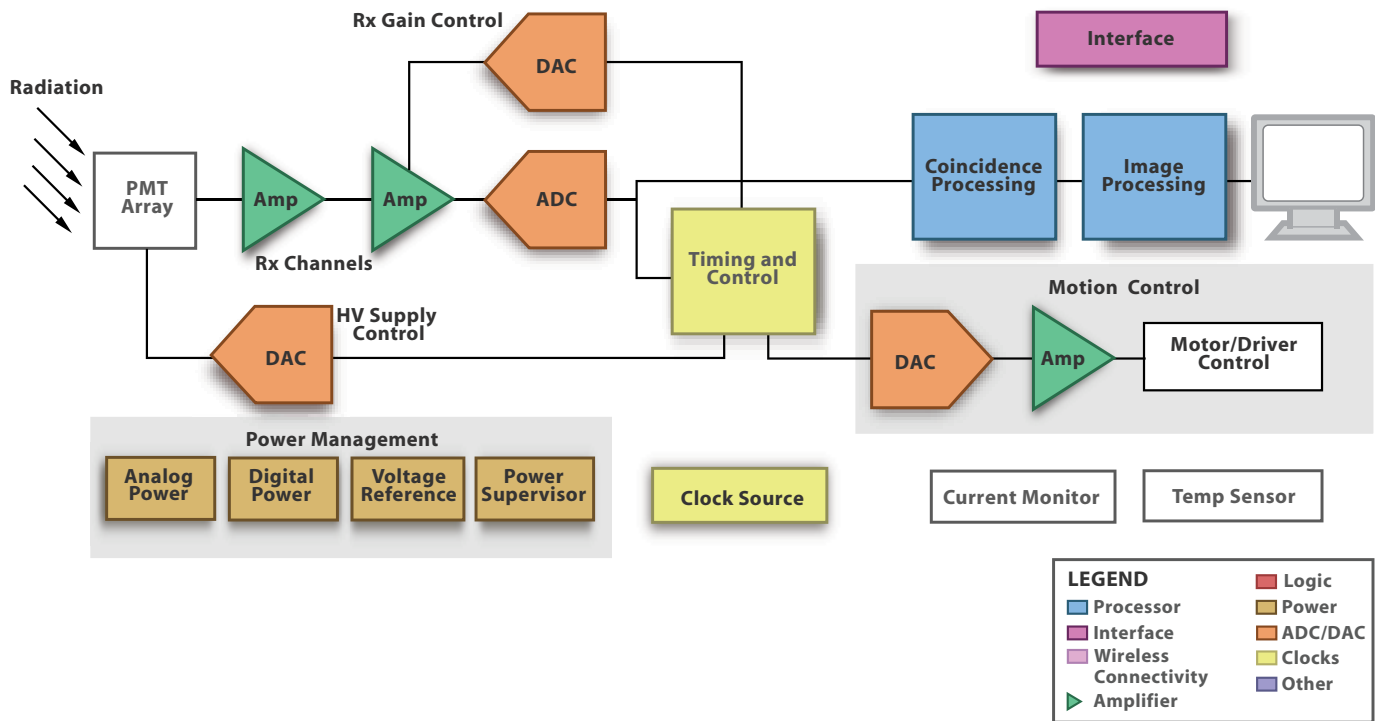 Rx Gain Control
DAC
Interface
Radiation
PMT
Array
Amp
Amp
ADC
Rx Channels
Coincidence
Processing
Image
Processing
Timing and
Control
HV Supply
Control
DAC
Motion Control
DAC
Amp
Motor/Driver
Control
Power Management
Analog
Power
Digital
Power
Voltage
Reference
Power
Supervisor
Clock Source
Current Monitor
Temp Sensor
LEGEND
Processor
Interface
Wireless
Connectivity
Amplifier
Logic
Power
ADC/DAC
Clocks
Other